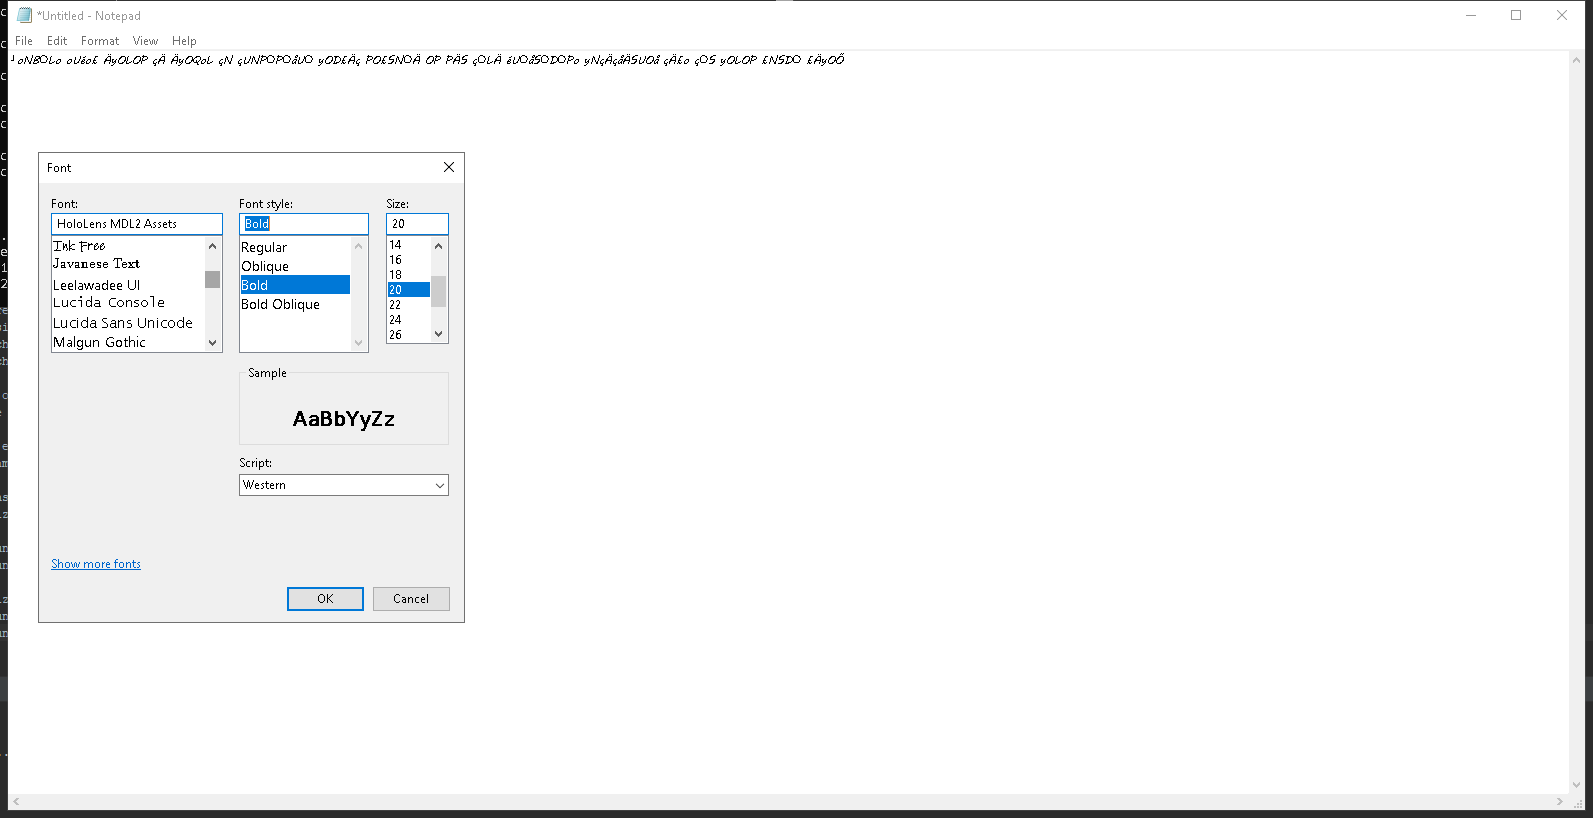 *Untitled - Notepad
File Edit Format View Help
┘oNBOLo oUéoE ÄyOLOP çÄ ÄyOQoL çN çUNPOPOåUO yODEÄç POESNOÄ OP PÄS çOLÄ éUOåSODOPo yNçÄçåÄSUOå çÄEo çOS yOLOP ENSDO EÄyOÕ
Font
Font:
HoloLens MDL2 Assets
Ink Free
Javanese Text
Leelawadee UI
Lucida Console
Lucida Sans Unicode
Malgun Gothic
Font style:
Bold
Regular
Oblique
Bold
Bold Oblique
Size:
20
14
16
18
20
22
24
26
Sample
AaBbYyZz
Script:
Western
Show more fonts
OK
Cancel